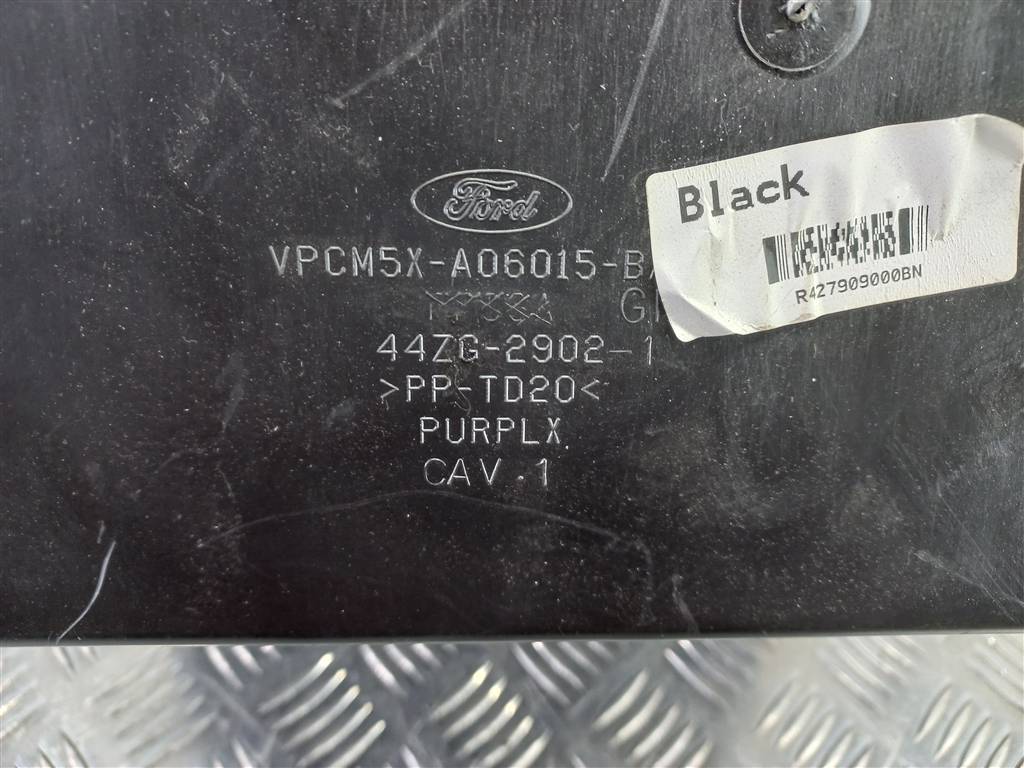 Ford
VPCM5X-A06015-B
44ZG-2902-1
>PP-TD20<
PURPLX
CAV.1
Black
R427909000BN